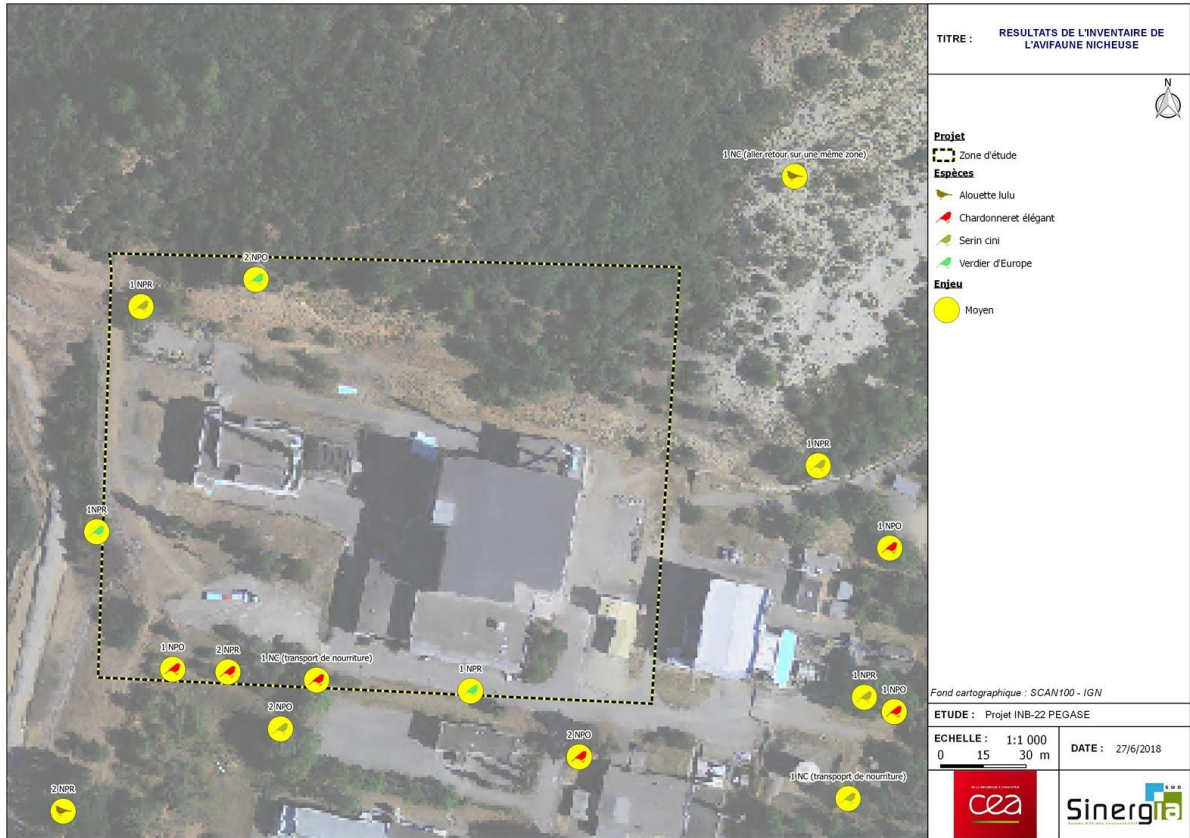 TITRE : RESULTATS DE L'INVENTAIRE DE
L'AVIFAUNE NICHEUSE
N
Projet
Zone d'étude
Espèces
Alouette lulu
Chardonneret élégant
Serin cini
Verdier d'Europe
Enjeu
Moyen
1 NC (aller retour sur une même zone)
2 NPO
1 NPR
1 NPR
1NPR
1 NPO
1 NPO
2 NPR
1 NC (transport de nourriture)
1 NPR
1 NPR
1 NPO
2 NPO
2 NPO
1 NC (transpoprt de nourriture)
2 NPR
Fond cartographique : SCAN100 - IGN
ETUDE : Projet INB-22 PEGASE
ECHELLE : 1:1 000
0 15 30 m
DATE : 27/6/2018
cea
Sinergia
SUD